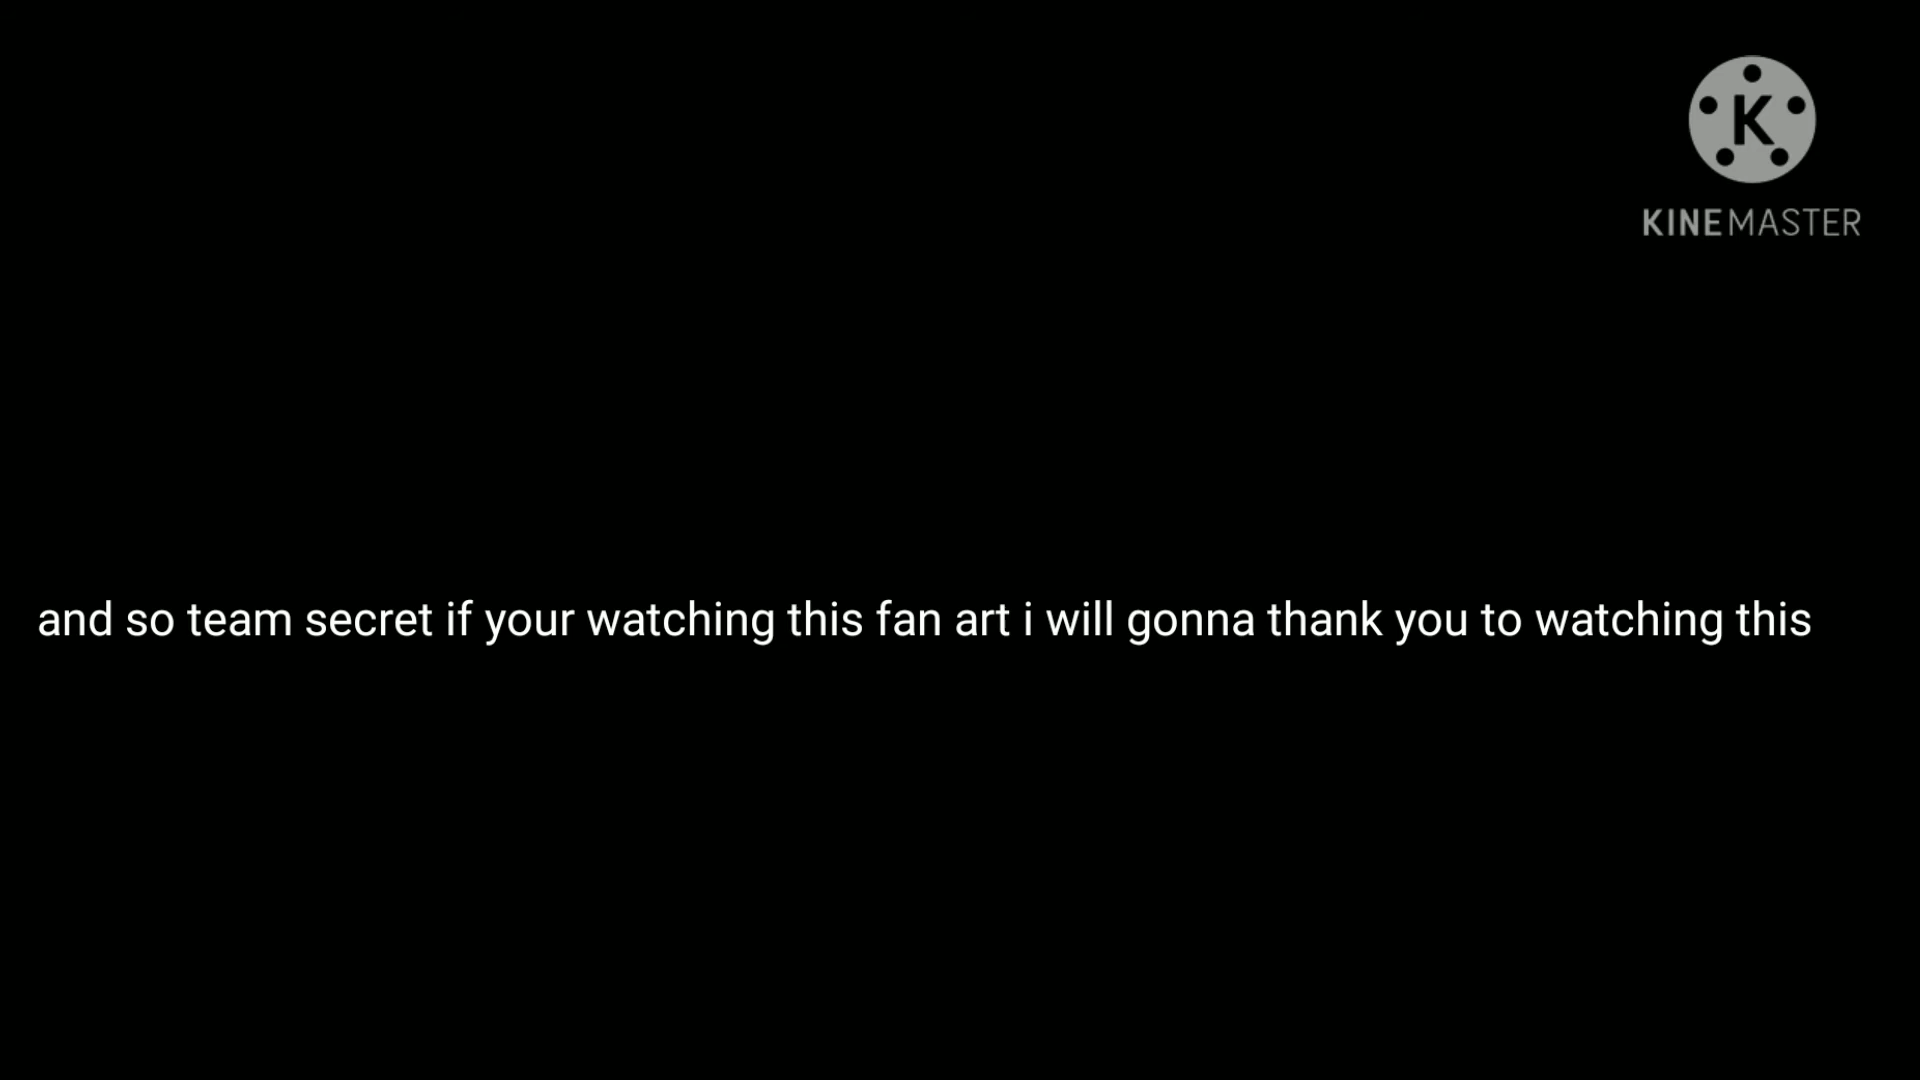 K
KINEMASTER
and so team secret if your watching this fan art i will gonna thank you to watching this